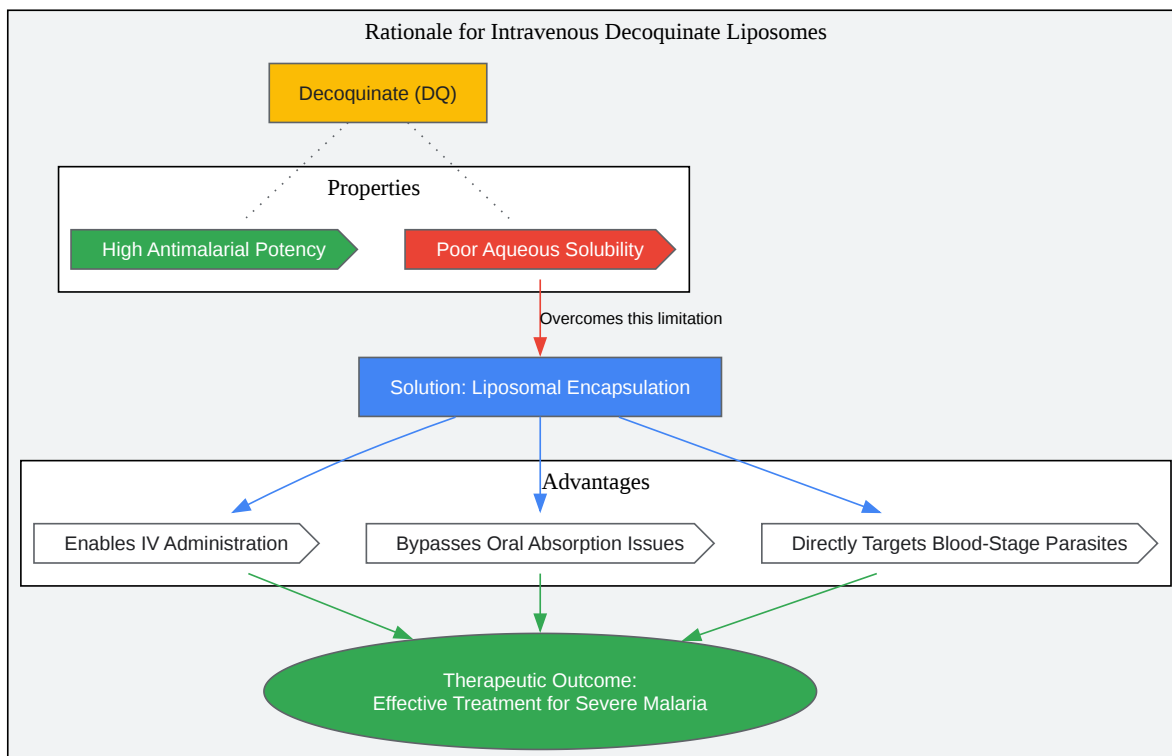 Rationale for Intravenous Decoquinate Liposomes
Decoquinate (DQ)
Properties
High Antimalarial Potency
Poor Aqueous Solubility
Overcomes this limitation
Solution: Liposomal Encapsulation
Advantages
Enables IV Administration
Bypasses Oral Absorption Issues
Directly Targets Blood-Stage Parasites
Therapeutic Outcome:
Effective Treatment for Severe Malaria